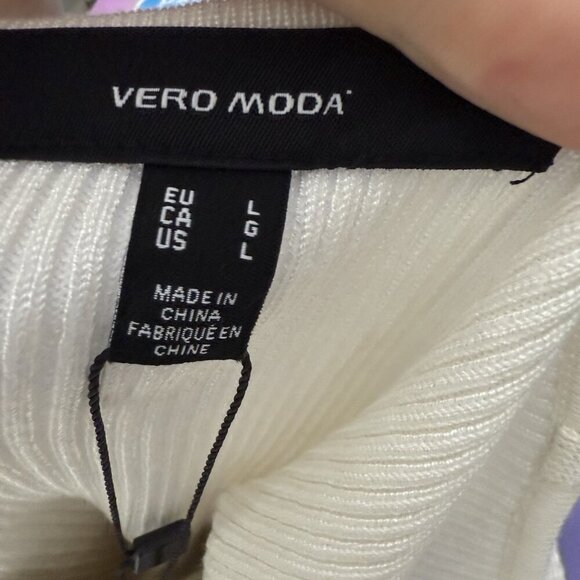 VERO MODA
EU L
CA G
US L
MADE IN
CHINA
FABRIQUÉ EN
CHINE